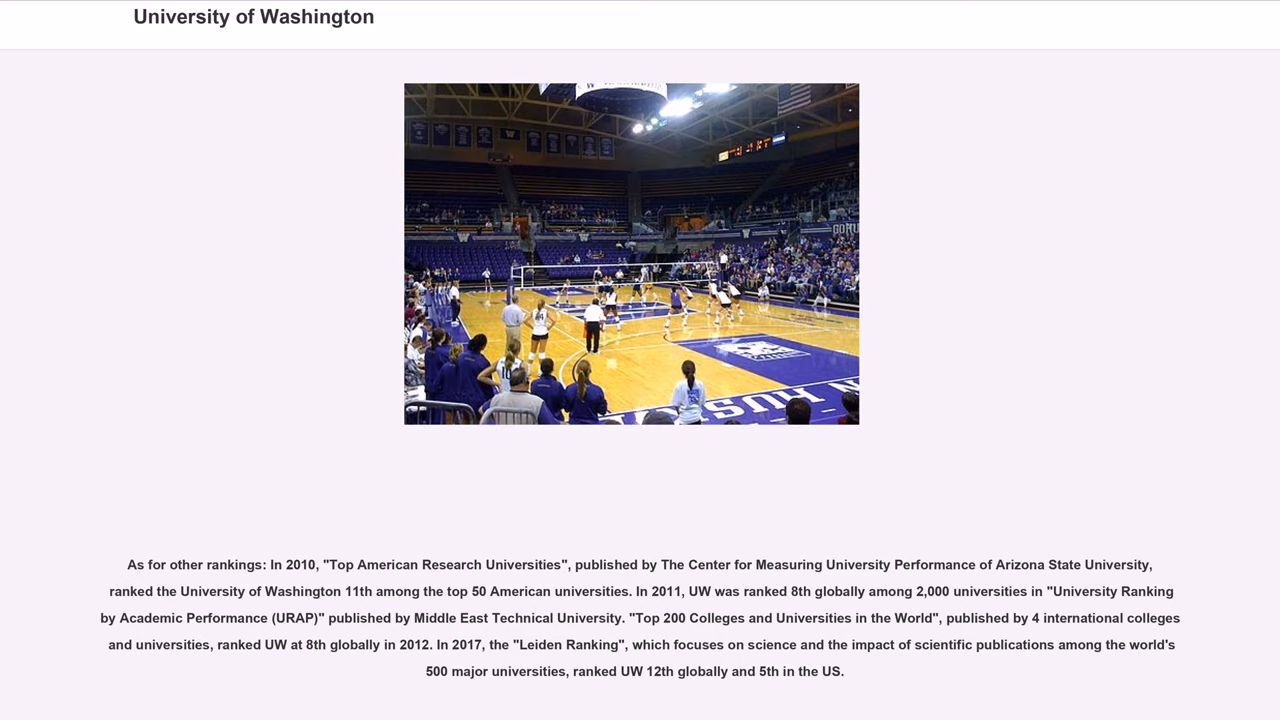 University of Washington
GOHU
10
HUSK
As for other rankings: In 2010, "Top American Research Universities", published by The Center for Measuring University Performance of Arizona State University,
ranked the University of Washington 11th among the top 50 American universities. In 2011, UW was ranked 8th globally among 2,000 universities in "University Ranking
by Academic Performance (URAP)" published by Middle East Technical University. "Top 200 Colleges and Universities in the World", published by 4 international colleges
and universities, ranked UW at 8th globally in 2012. In 2017, the "Leiden Ranking", which focuses on science and the impact of scientific publications among the world's
500 major universities, ranked UW 12th globally and 5th in the US.